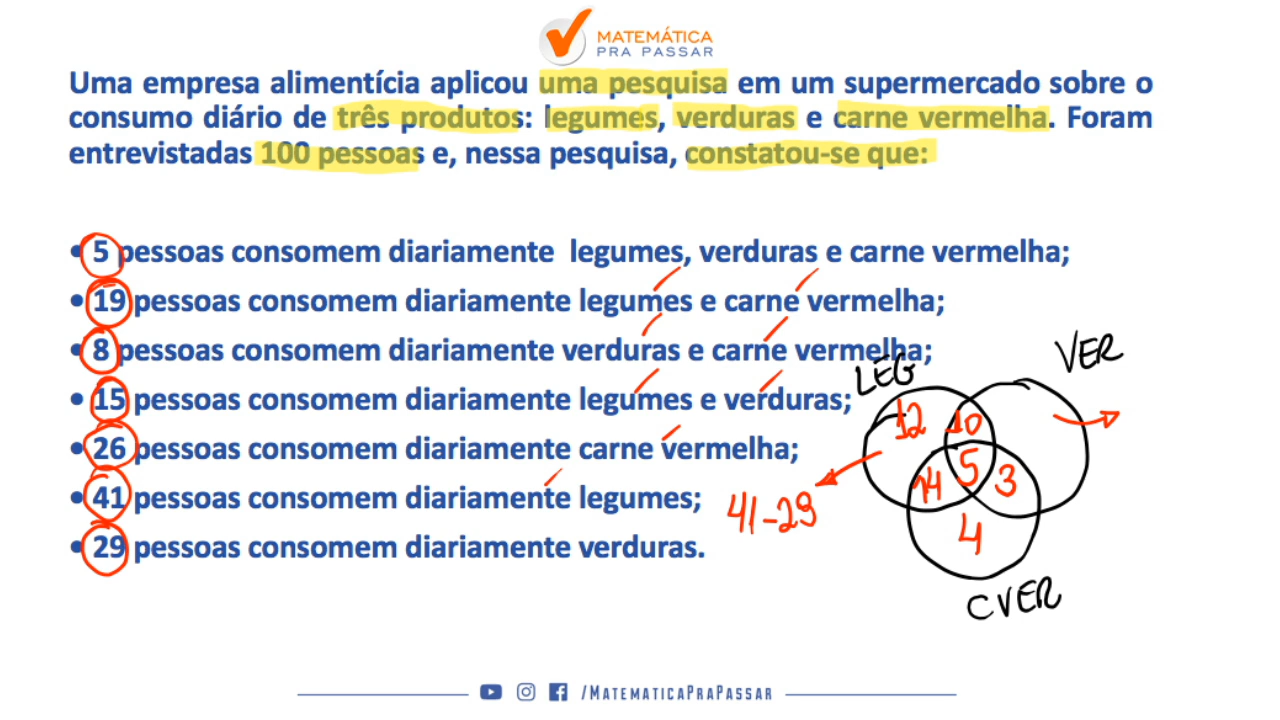 MATEMÁTICA
PRA PASSAR
Uma empresa alimentícia aplicou uma pesquisa em um supermercado sobre o
consumo diário de três produtos: legumes, verduras e carne vermelha. Foram
entrevistadas 100 pessoas e, nessa pesquisa, constatou-se que:
• 5 pessoas consomem diariamente legumes, verduras e carne vermelha;
• 19 pessoas consomem diariamente legumes e carne vermelha;
• 8 pessoas consomem diariamente verduras e carne vermelha;
• 15 pessoas consomem diariamente legumes e verduras;
• 26 pessoas consomem diariamente carne vermelha;
• 41 pessoas consomem diariamente legumes;
• 29 pessoas consomem diariamente verduras.
VER
LEG
12 10
14 5 3
41-29
4
CVER
/MATEMATICAPRAPASSAR